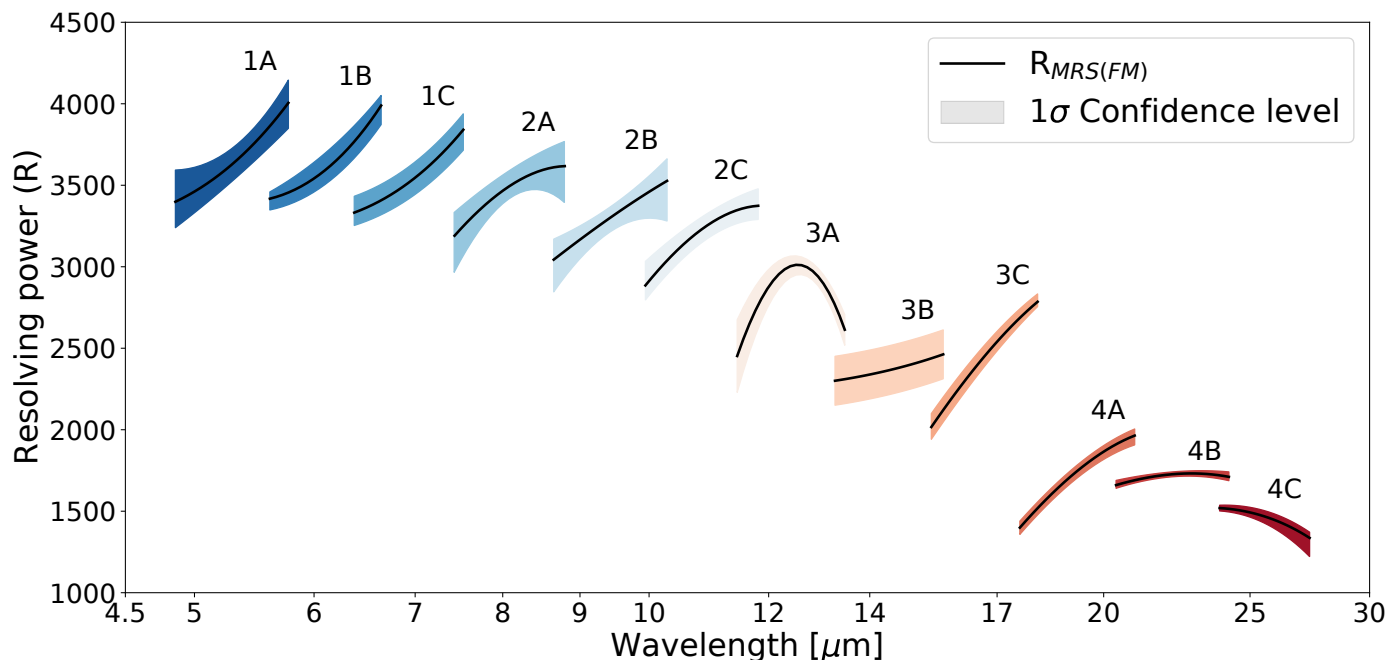 4500
4000
3500
3000
2500
2000
1500
1000
Resolving power (R)
1A
1B
1C
2A
2B
2C
3A
3B
3C
4A
4B
4C
R_{MRS(FM)}
1σ Confidence level
4.5 5 6 7 8 9 10 12 14 17 20 25 30
Wavelength [μm]